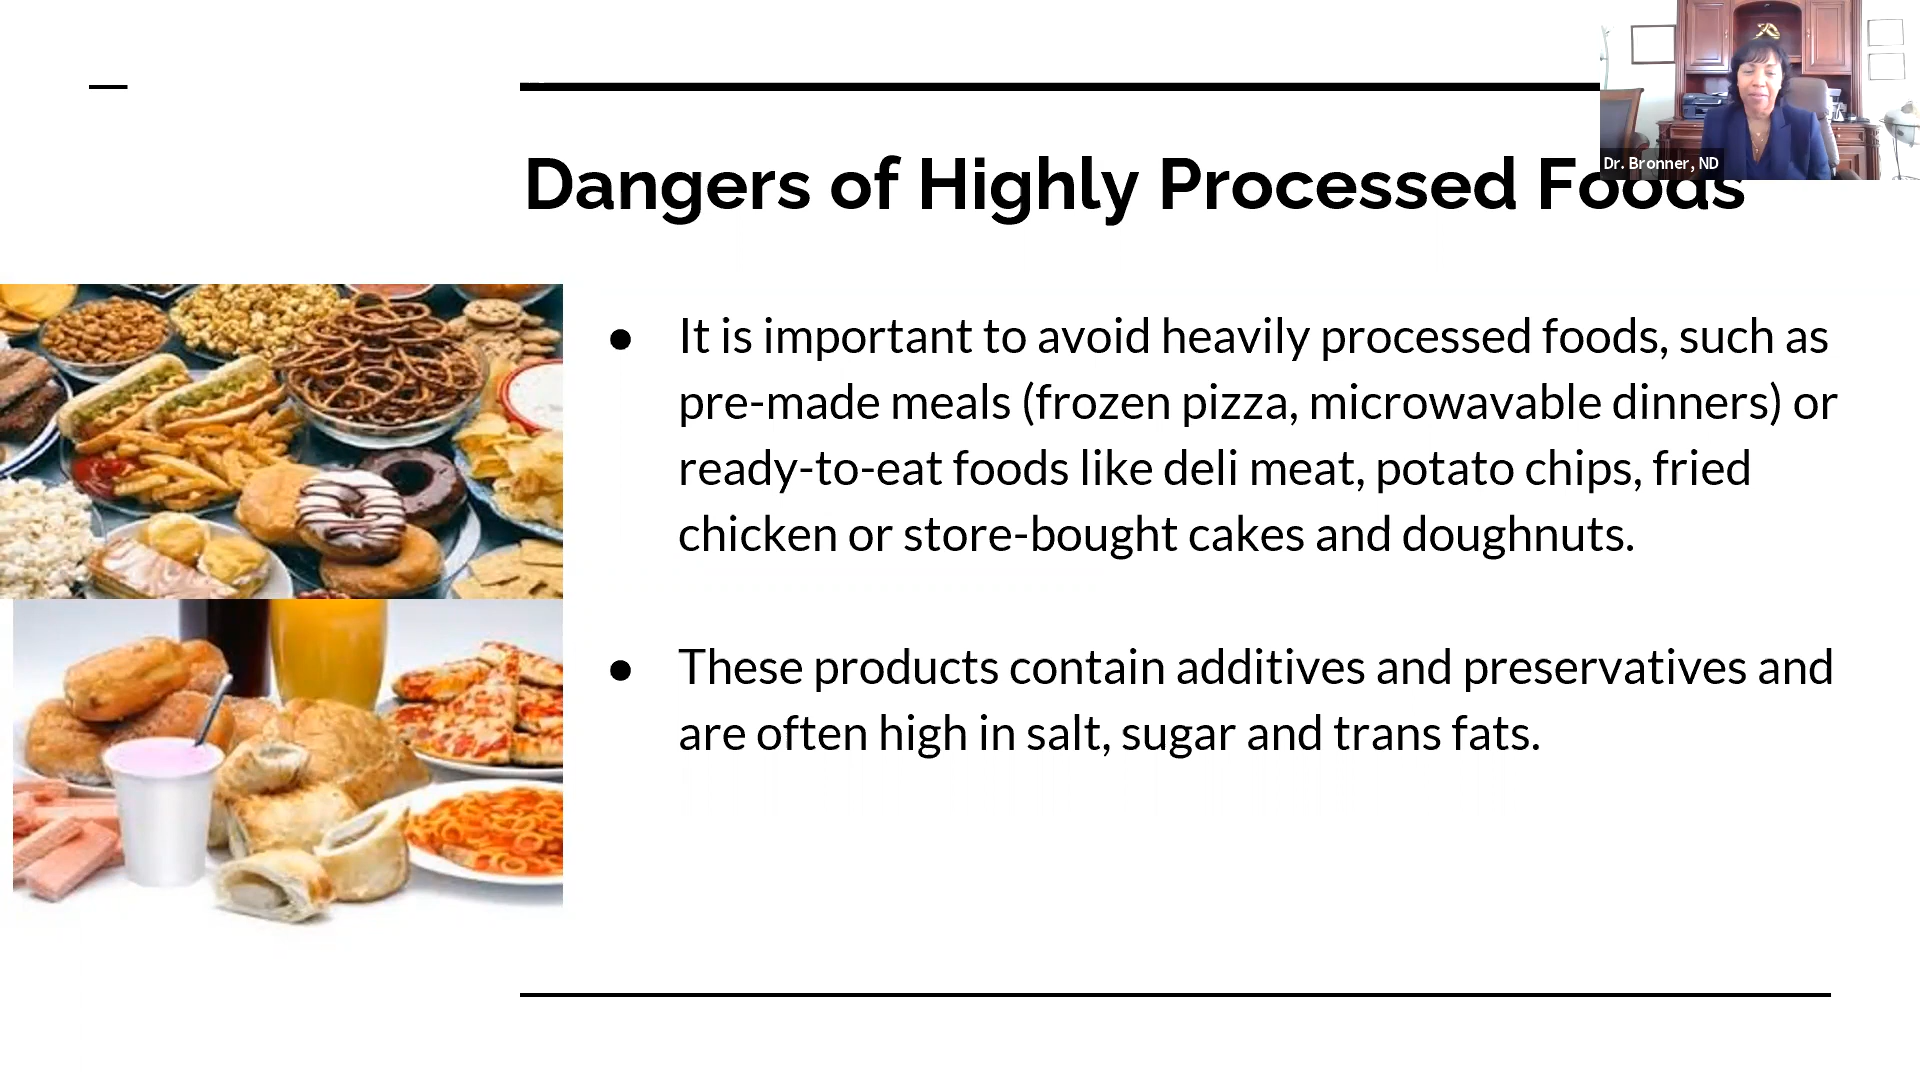 Dr. Bronner, ND
Dangers of Highly Processed Foods
● It is important to avoid heavily processed foods, such as
pre-made meals (frozen pizza, microwavable dinners) or
ready-to-eat foods like deli meat, potato chips, fried
chicken or store-bought cakes and doughnuts.
● These products contain additives and preservatives and
are often high in salt, sugar and trans fats.